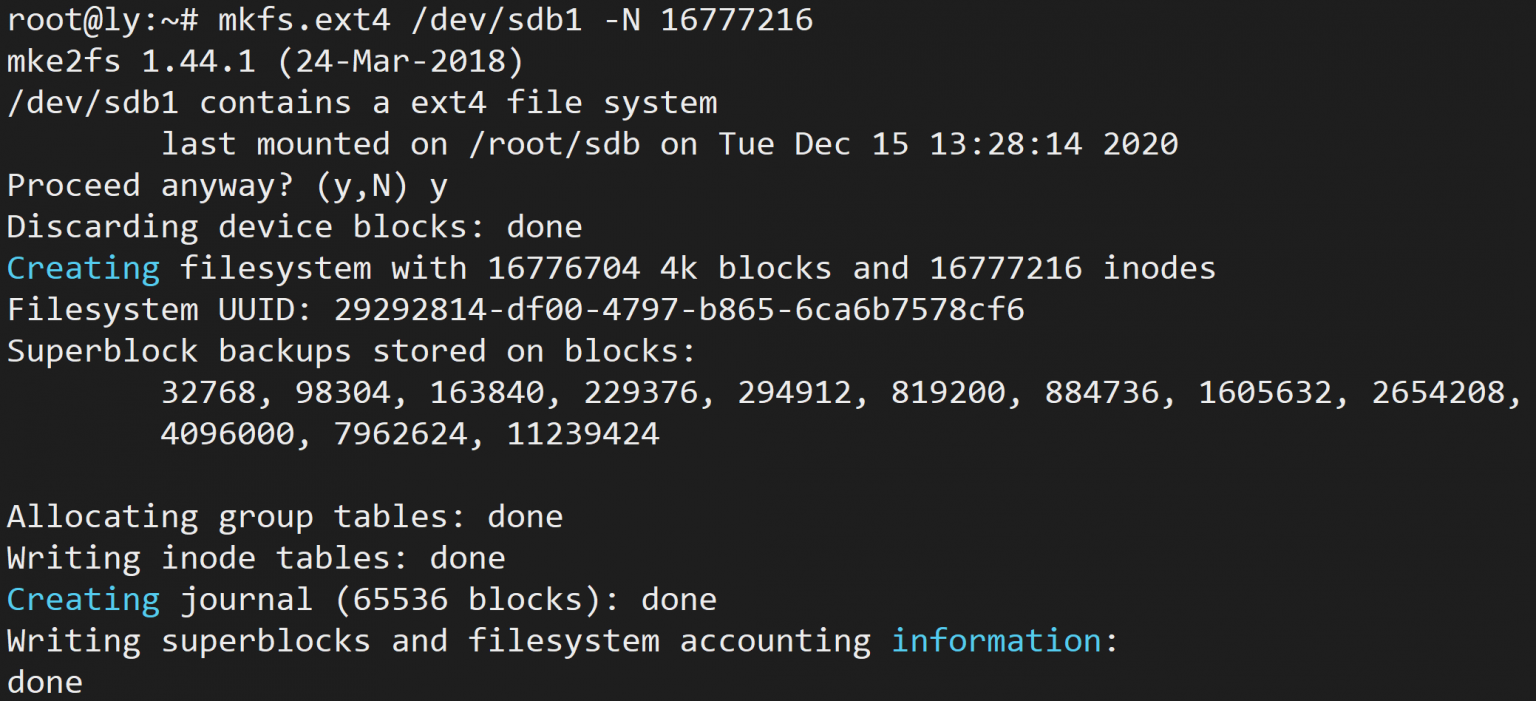 root@ly:~# mkfs.ext4 /dev/sdb1 -N 16777216
mke2fs 1.44.1 (24-Mar-2018)
/dev/sdb1 contains a ext4 file system
        last mounted on /root/sdb on Tue Dec 15 13:28:14 2020
Proceed anyway? (y,N) y
Discarding device blocks: done
Creating filesystem with 16776704 4k blocks and 16777216 inodes
Filesystem UUID: 29292814-df00-4797-b865-6ca6b7578cf6
Superblock backups stored on blocks:
        32768, 98304, 163840, 229376, 294912, 819200, 884736, 1605632, 2654208,
        4096000, 7962624, 11239424

Allocating group tables: done
Writing inode tables: done
Creating journal (65536 blocks): done
Writing superblocks and filesystem accounting information:
done